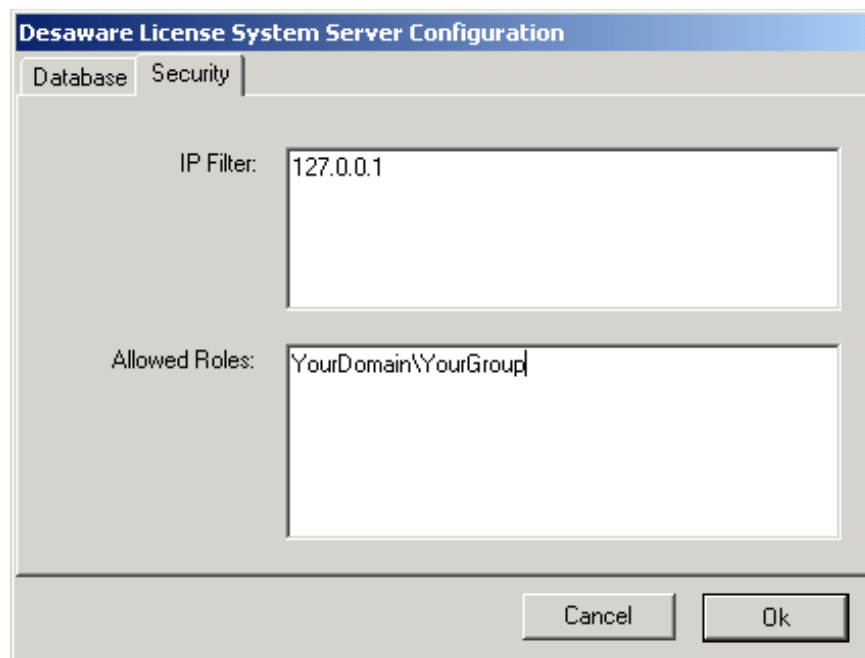 Desaware License System Server Configuration
Database Security
IP Filter: 127.0.0.1
Allowed Roles: YourDomain\YourGroup
Cancel Ok